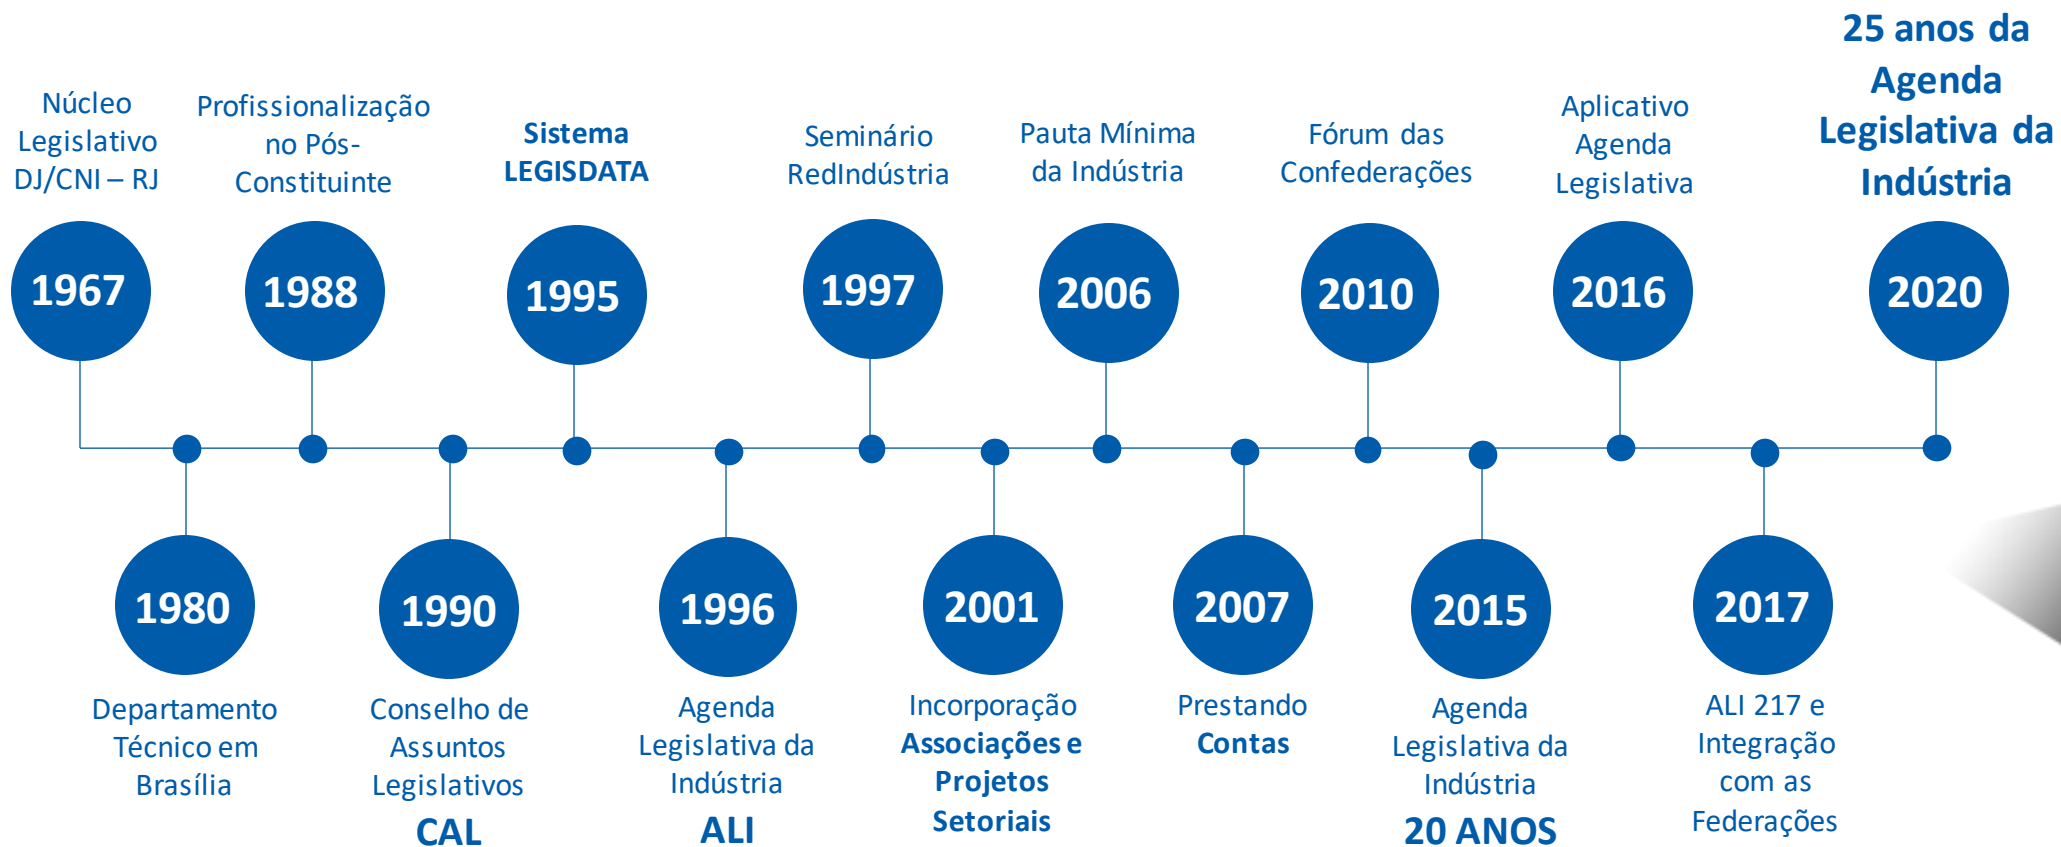 Núcleo
Legislativo
DJ/CNI – RJ
1967
Profissionalização
no Pós-
Constituinte
1988
Sistema
LEGISDATA
1995
Seminário
RedIndústria
1997
Pauta Mínima
da Indústria
2006
Fórum das
Confederações
2010
Aplicativo
Agenda
Legislativa
2016
25 anos da
Agenda
Legislativa da
Indústria
2020
1980
Departamento
Técnico em
Brasília
1990
Conselho de
Assuntos
Legislativos
CAL
1996
Agenda
Legislativa da
Indústria
ALI
2001
Incorporação
Associações e
Projetos
Setoriais
2007
Prestando
Contas
2015
Agenda
Legislativa da
Indústria
20 ANOS
2017
ALI 217 e
Integração
com as
Federações